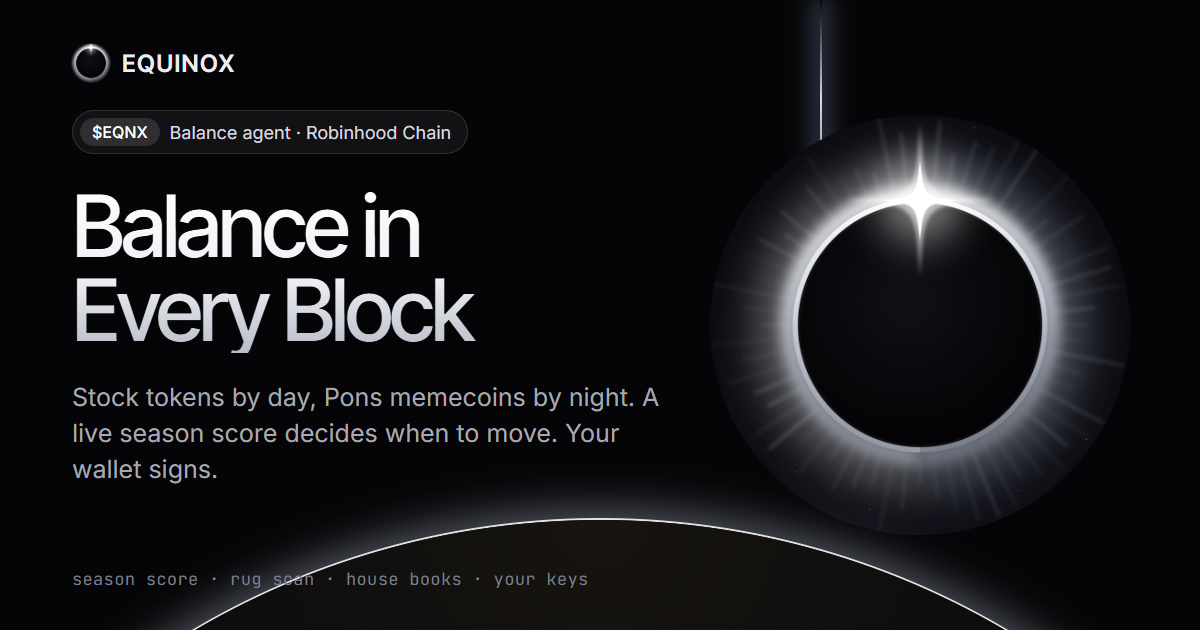 EQUINOX
$EQNX Balance agent · Robinhood Chain
Balance in
Every Block
Stock tokens by day, Pons memecoins by night. A
live season score decides when to move. Your
wallet signs.
season score · rug scan · house books · your keys